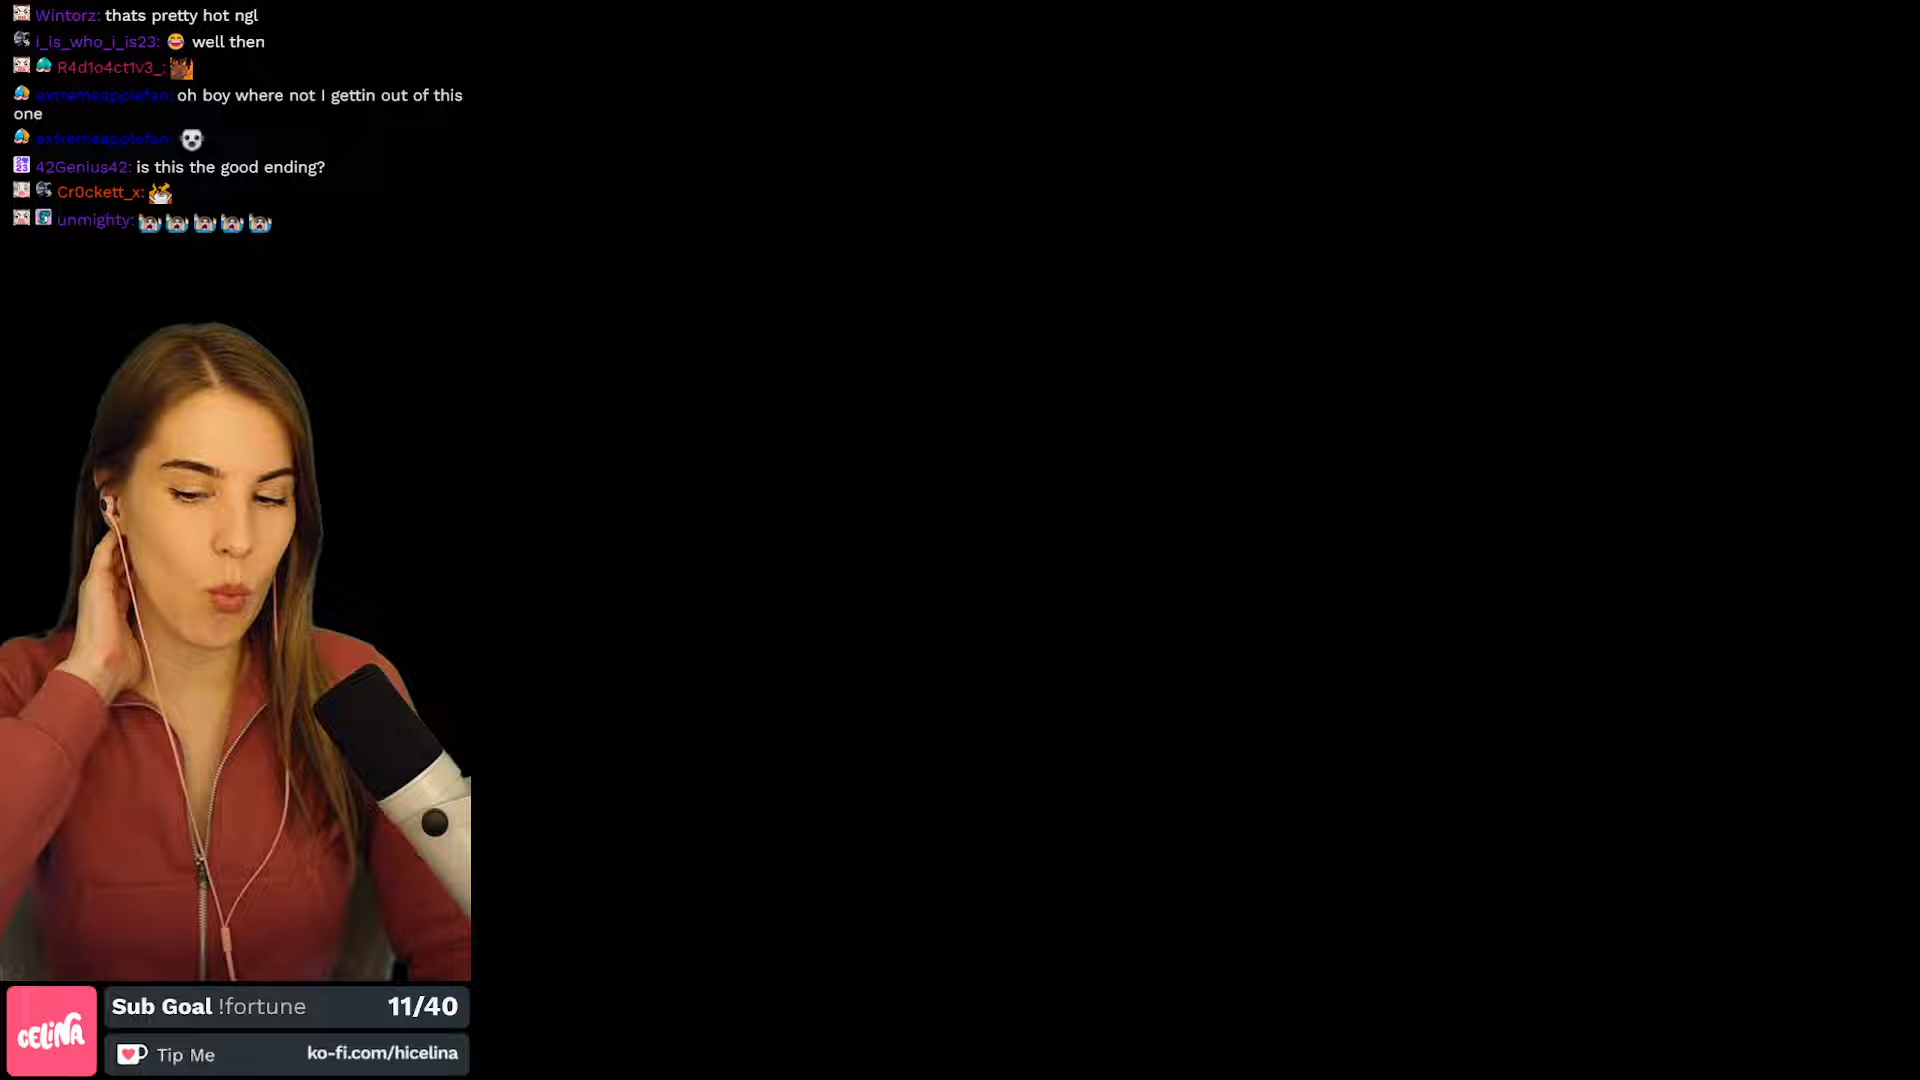 Wintorz: thats pretty hot ngl
i_is_who_i_is23: 😂 well then
R4d1o4ct1v3_:
extremeapplefan: oh boy where not I gettin out of this
one
extremeapplefan:
42Genius42: is this the good ending?
Cr0ckett_x:
unmighty:
CELINA
Sub Goal !fortune 11/40
Tip Me ko-fi.com/hicelina